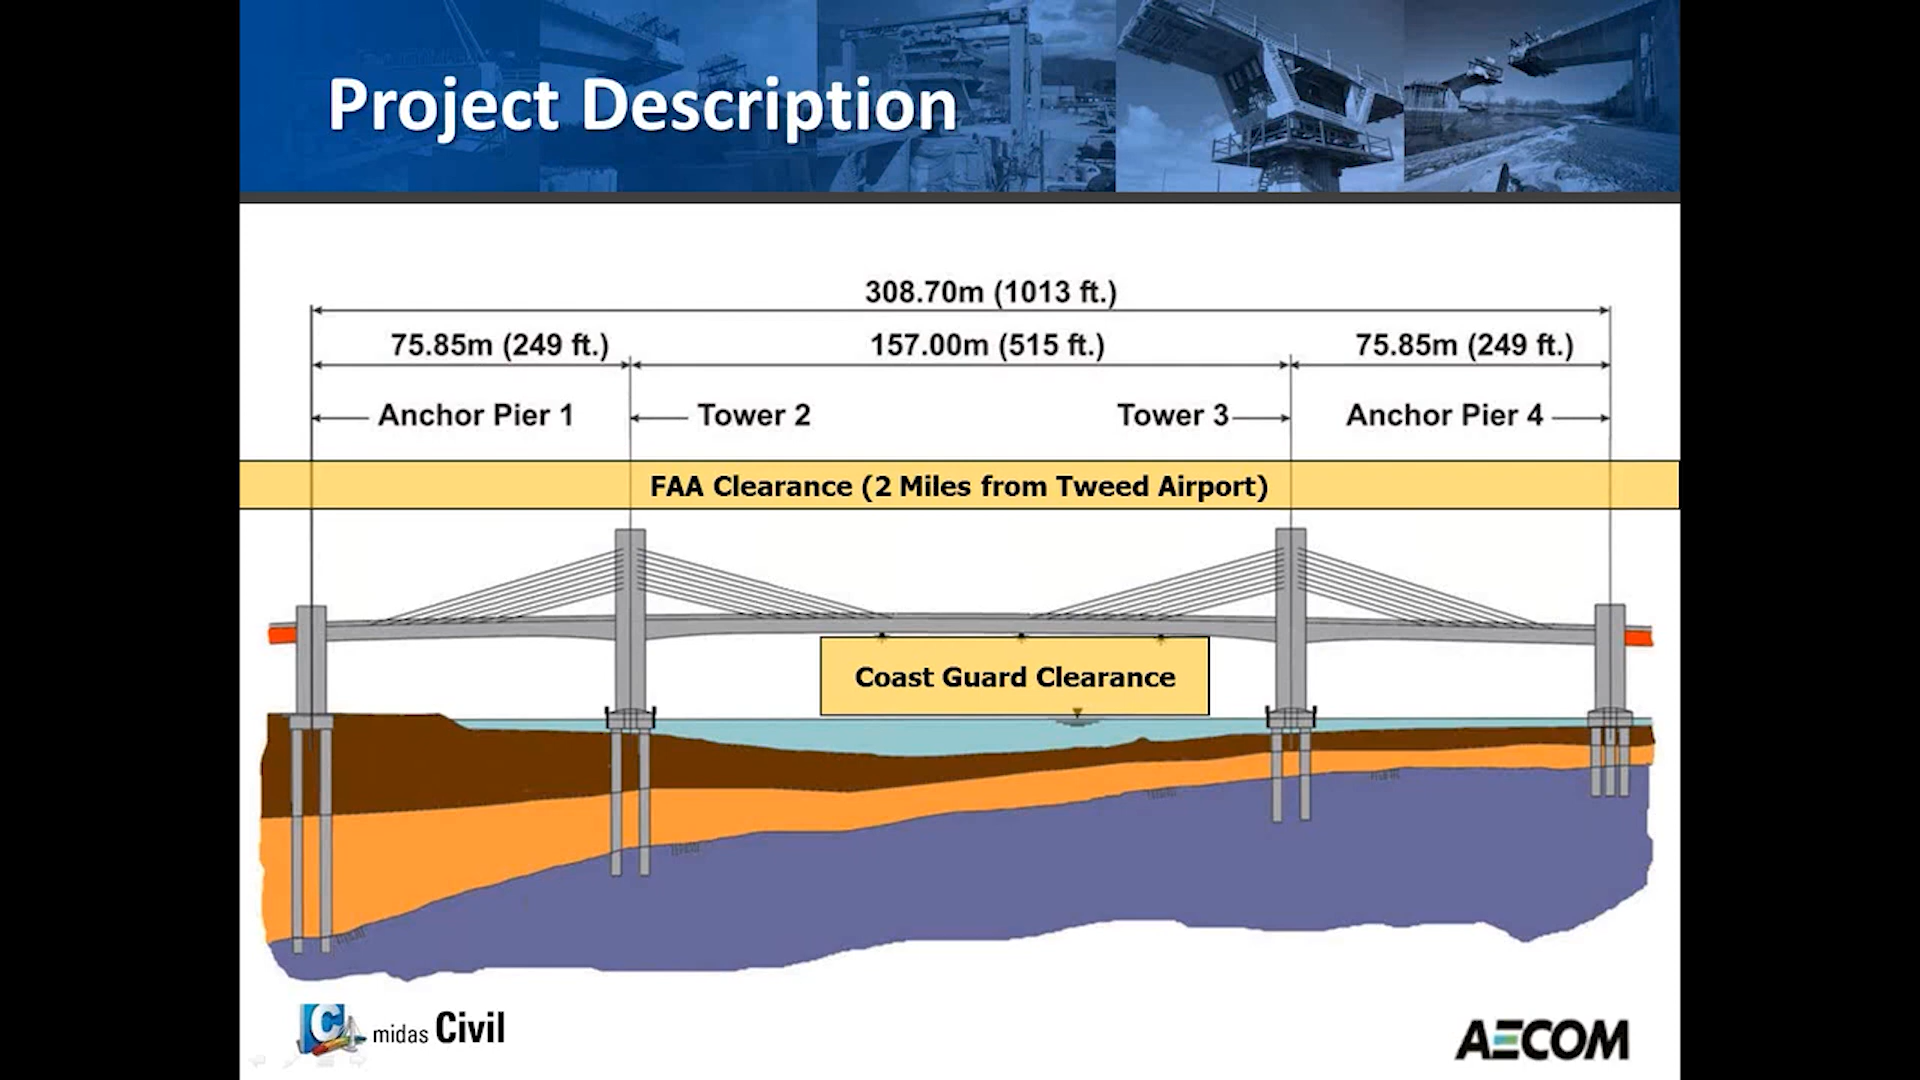 Project Description
308.70m (1013 ft.)
75.85m (249 ft.)
157.00m (515 ft.)
75.85m (249 ft.)
Anchor Pier 1
Tower 2
Tower 3
Anchor Pier 4
FAA Clearance (2 Miles from Tweed Airport)
Coast Guard Clearance
C midas Civil
AECOM